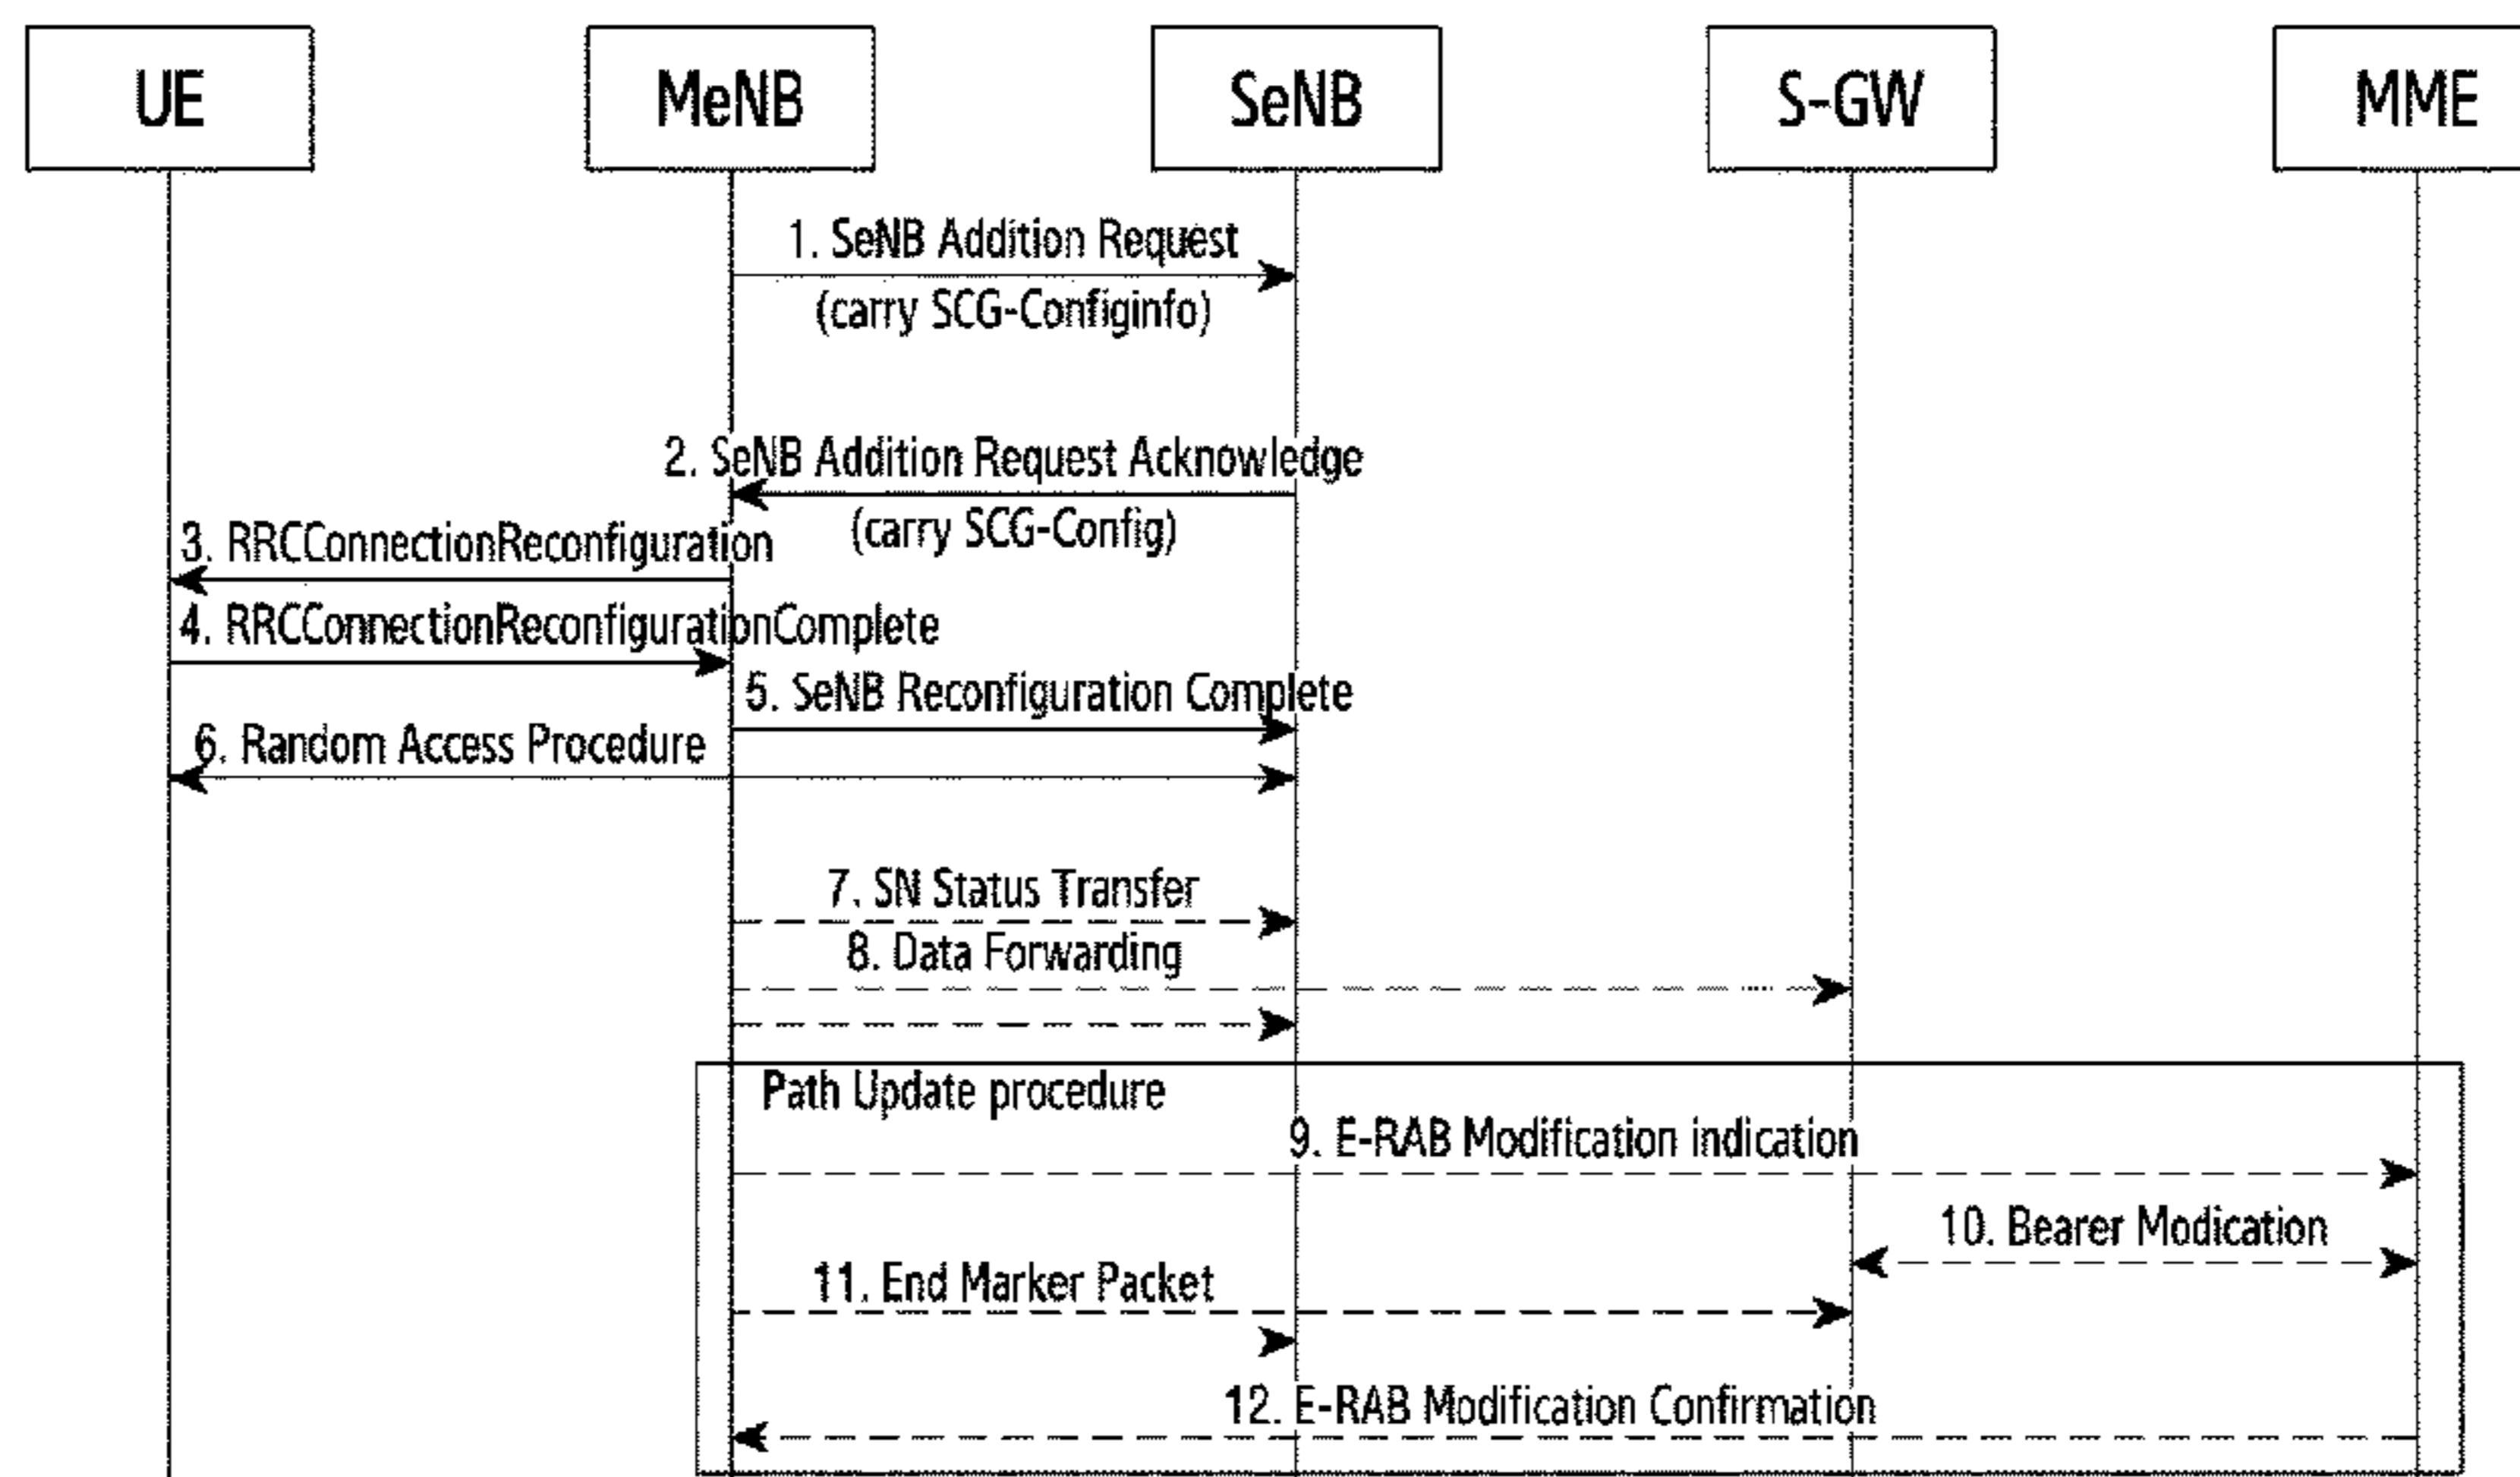 UE
MeNB
SeNB
S-GW
MME
1. SeNB Addition Request
(carry SCG-Configinfo)
2. SeNB Addition Request Acknowledge
(carry SCG-Config)
3. RRCConnectionReconfiguration
4. RRCConnectionReconfigurationComplete
5. SeNB Reconfiguration Complete
6. Random Access Procedure
7. SN Status Transfer
8. Data Forwarding
Path Update procedure
9. E-RAB Modification indication
10. Bearer Modication
11. End Marker Packet
12. E-RAB Modification Confirmation